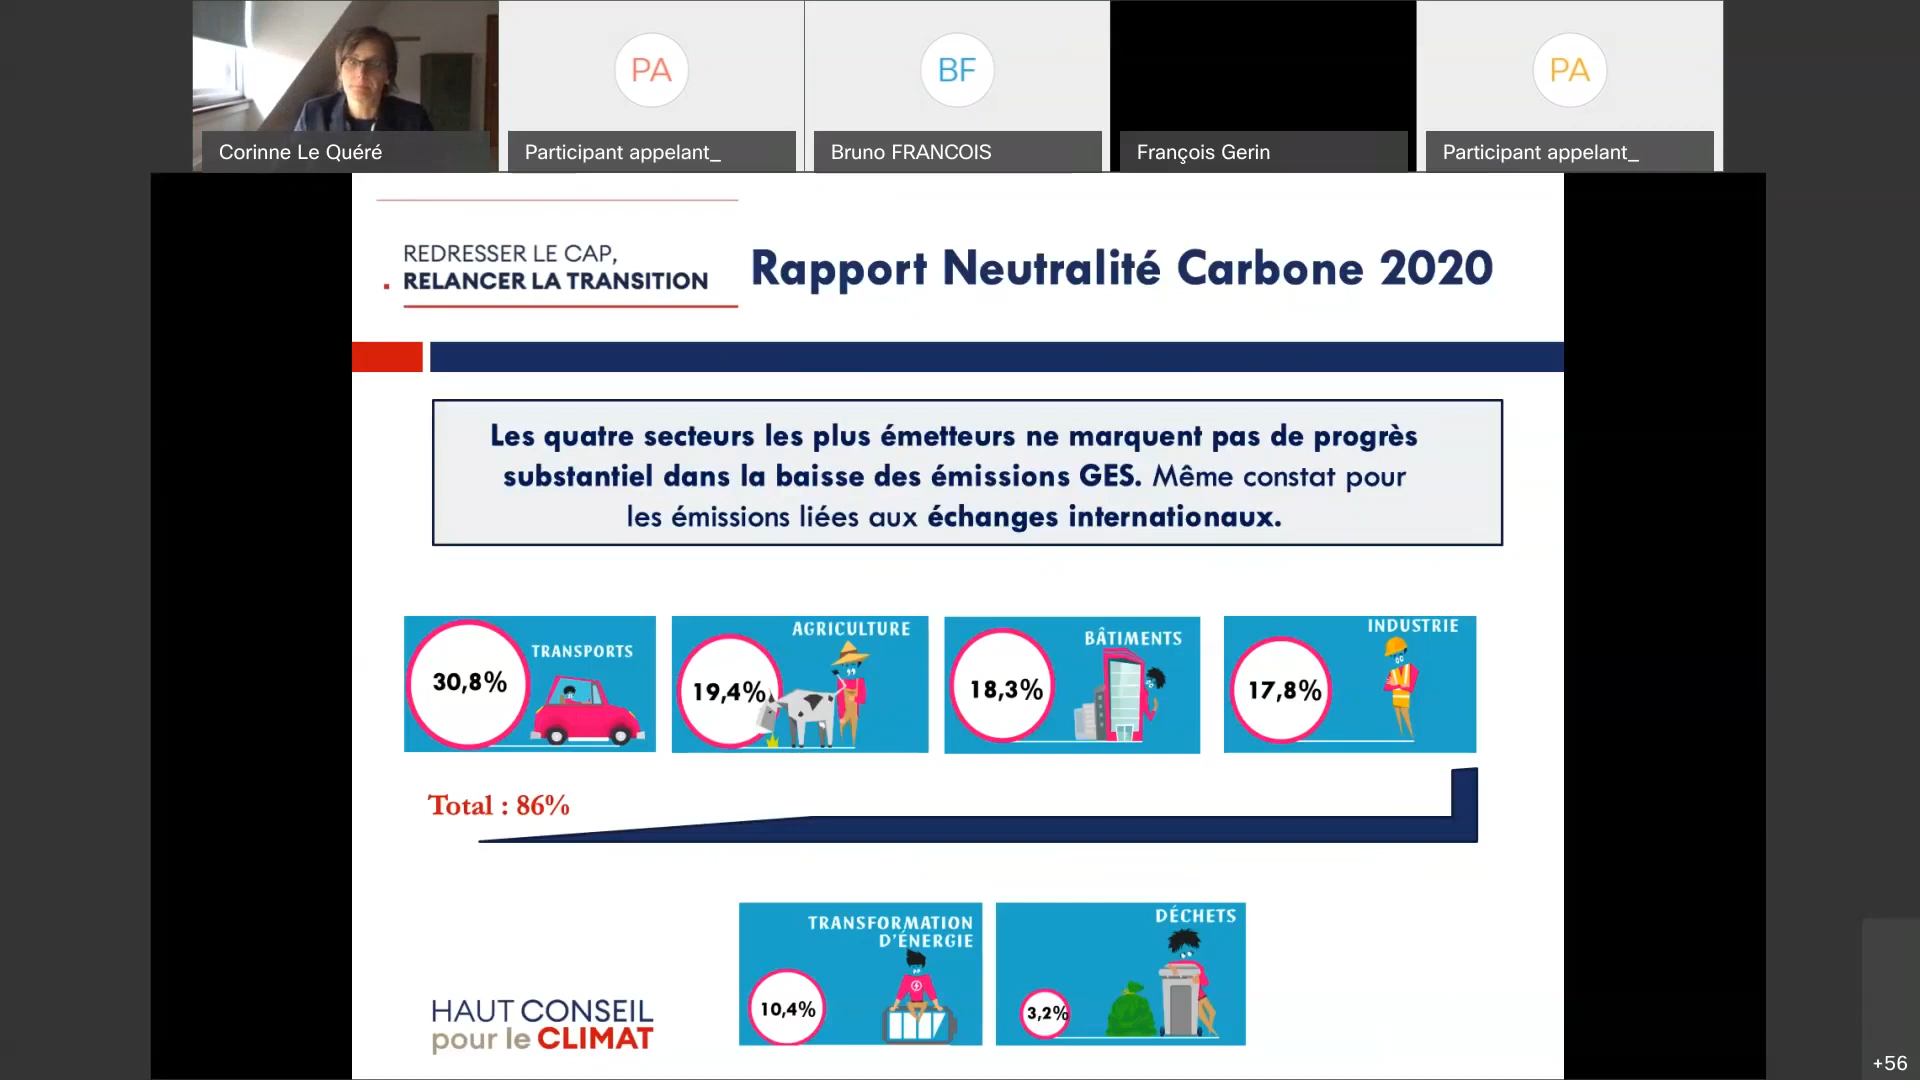 PA
BF
PA
Corinne Le Quéré
Participant appelant_
Bruno FRANCOIS
François Gerin
Participant appelant_
REDRESSER LE CAP,
. RELANCER LA TRANSITION
Rapport Neutralité Carbone 2020
Les quatre secteurs les plus émetteurs ne marquent pas de progrès
substantiel dans la baisse des émissions GES. Même constat pour
les émissions liées aux échanges internationaux.
30,8%
TRANSPORTS
19,4%
AGRICULTURE
18,3%
BÂTIMENTS
17,8%
INDUSTRIE
Total : 86%
TRANSFORMATION
D'ÉNERGIE
10,4%
DÉCHETS
3,2%
HAUT CONSEIL
pour le CLIMAT
+56